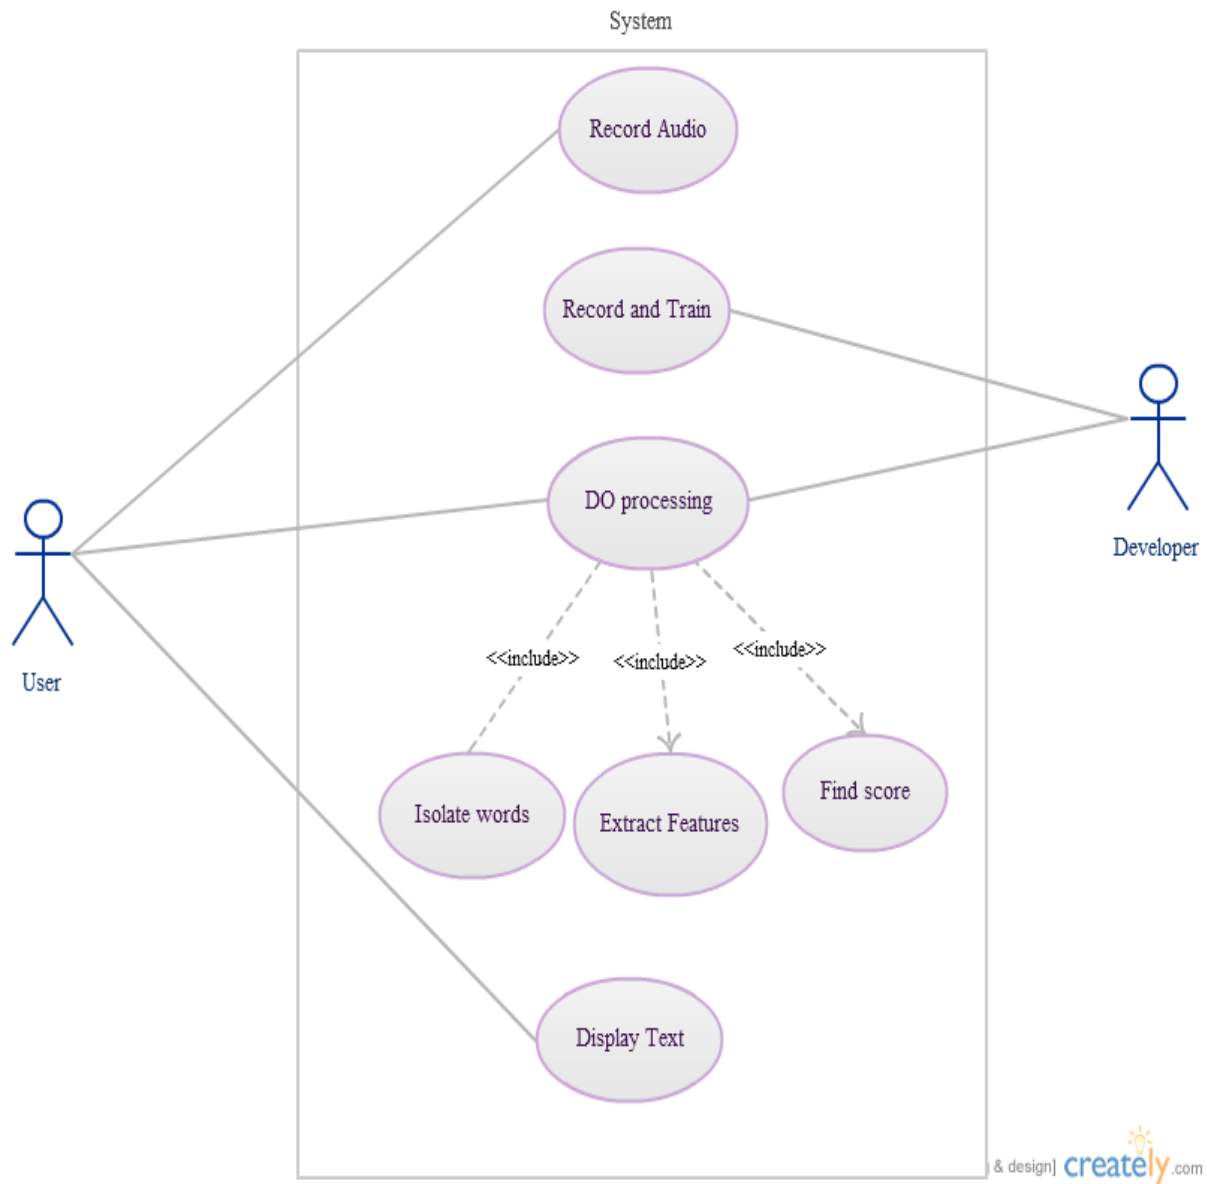 System
Record Audio
Record and Train
DO processing
Developer
User
<<include>>
<<include>>
<<include>>
Isolate words
Extract Features
Find score
Display Text
& design] creately.com